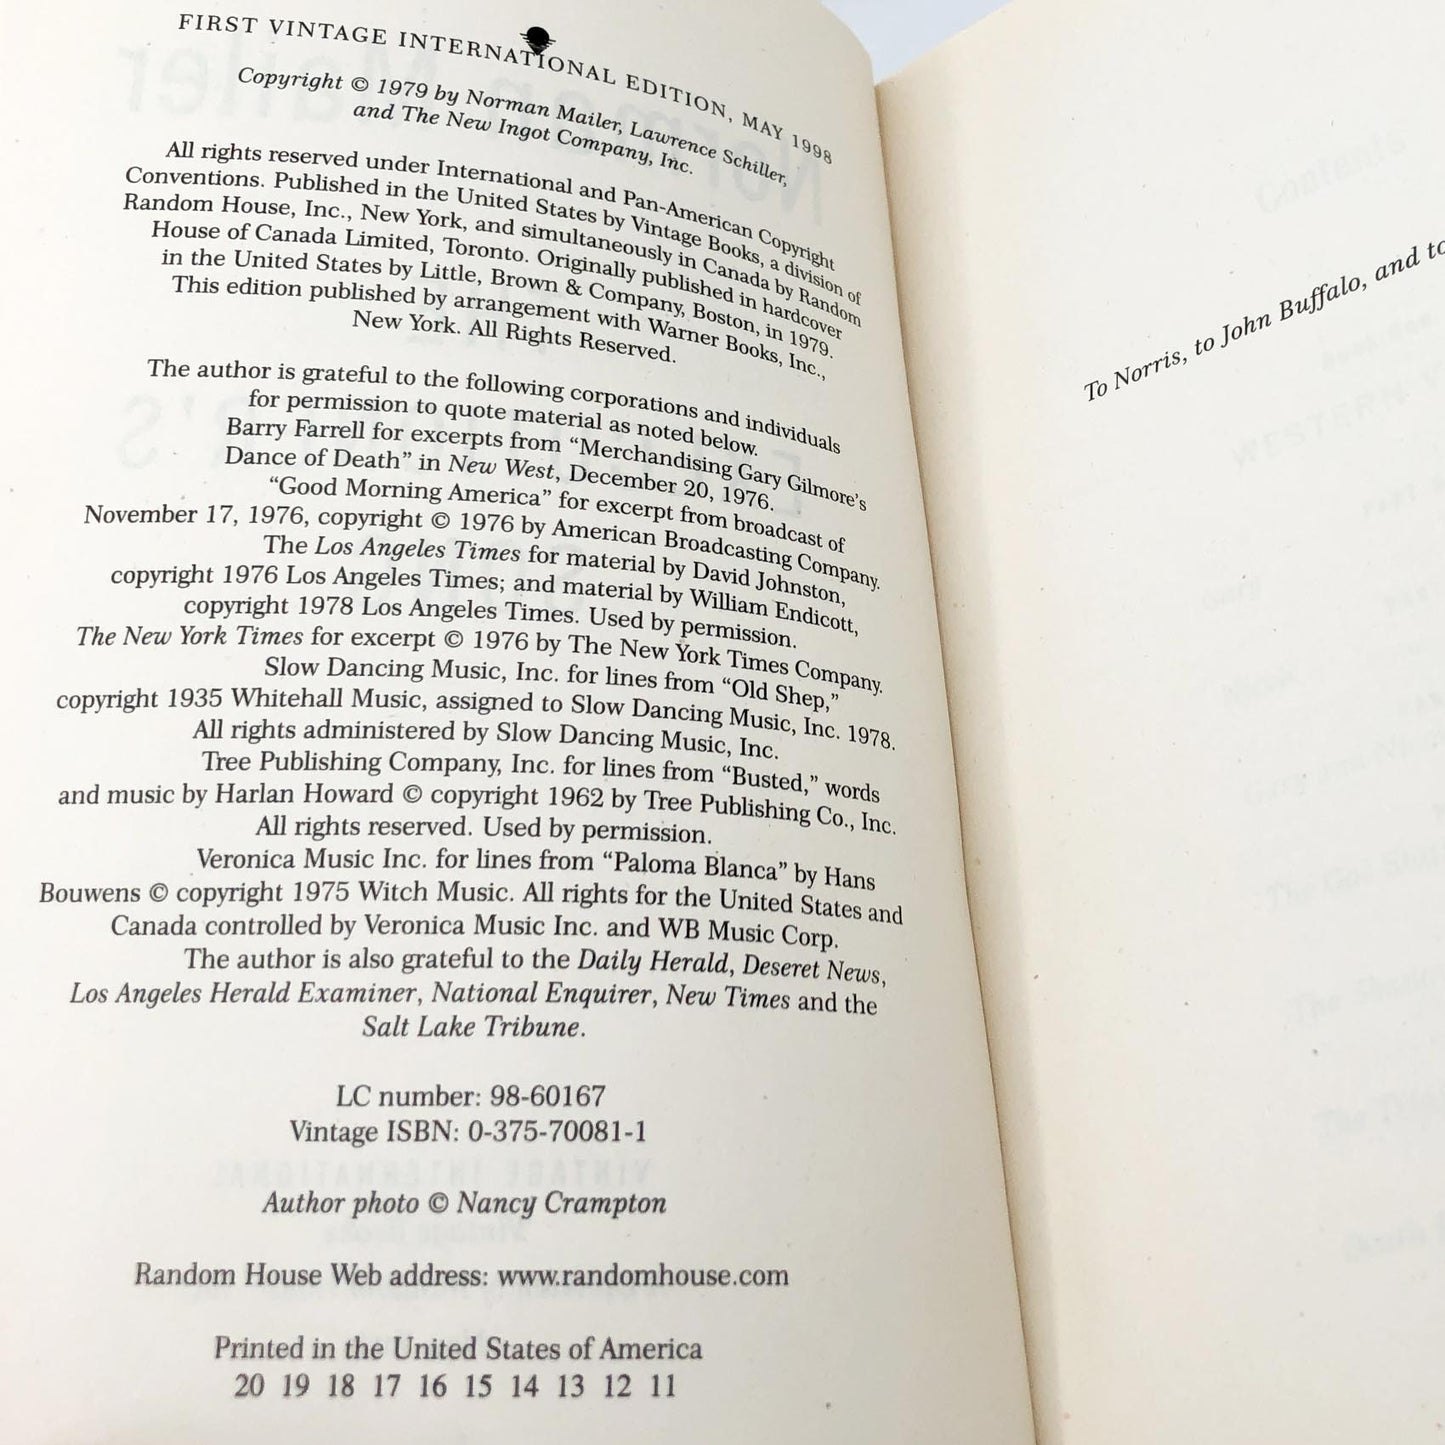 FIRST VINTAGE INTERNATIONAL EDITION, MAY 1998
Copyright © 1979 by Norman Mailer, Lawrence Schiller,
and The New Ingot Company, Inc.
All rights reserved under International and Pan-American Copyright
Conventions. Published in the United States by Vintage Books, a division of
Random House, Inc., New York, and simultaneously in Canada by Random
House of Canada Limited, Toronto. Originally published in hardcover
in the United States by Little, Brown & Company, Boston, in 1979.
This edition published by arrangement with Warner Books, Inc.,
New York. All Rights Reserved.
The author is grateful to the following corporations and individuals
for permission to quote material as noted below.
Barry Farrell for excerpts from “Merchandising Gary Gilmore’s
Dance of Death” in New West, December 20, 1976.
“Good Morning America” for excerpt from broadcast of
November 17, 1976, copyright © 1976 by American Broadcasting Company.
The Los Angeles Times for material by David Johnston,
copyright 1976 Los Angeles Times; and material by William Endicott,
copyright 1978 Los Angeles Times. Used by permission.
The New York Times for excerpt © 1976 by The New York Times Company.
Slow Dancing Music, Inc. for lines from “Old Shep,”
copyright 1935 Whitehall Music, assigned to Slow Dancing Music, Inc. 1978.
All rights administered by Slow Dancing Music, Inc.
Tree Publishing Company, Inc. for lines from “Busted,” words
and music by Harlan Howard © copyright 1962 by Tree Publishing Co., Inc.
All rights reserved. Used by permission.
Veronica Music Inc. for lines from “Paloma Blanca” by Hans
Bouwens © copyright 1975 Witch Music. All rights for the United States and
Canada controlled by Veronica Music Inc. and WB Music Corp.
The author is also grateful to the Daily Herald, Deseret News,
Los Angeles Herald Examiner, National Enquirer, New Times and the
Salt Lake Tribune.
LC number: 98-60167
Vintage ISBN: 0-375-70081-1
Author photo © Nancy Crampton
Random House Web address: www.randomhouse.com
Printed in the United States of America
20 19 18 17 16 15 14 13 12 11
To Norris, to John Buffalo, and to